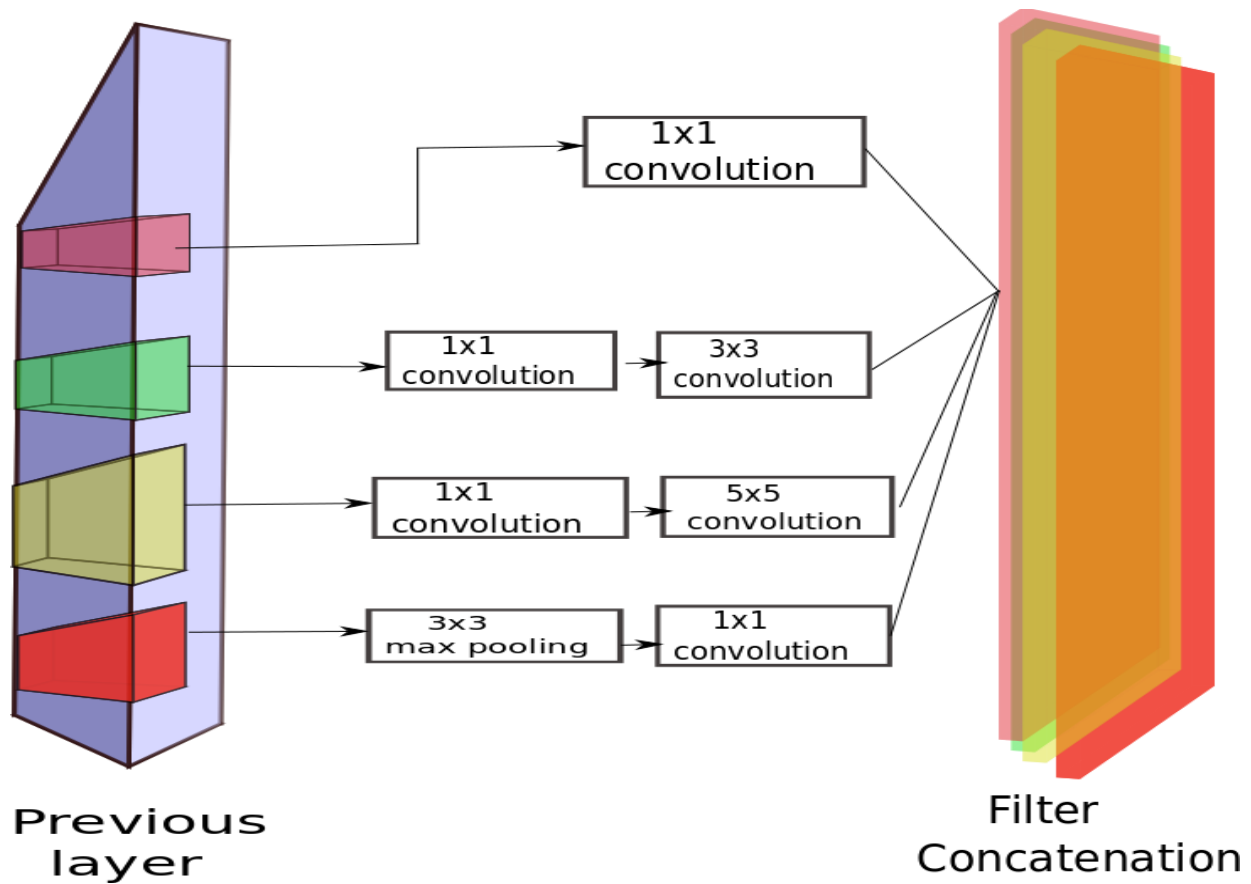 1x1
convolution
1x1
convolution
3x3
convolution
1x1
convolution
5x5
convolution
3x3
max pooling
1x1
convolution
Previous
layer
Filter
Concatenation